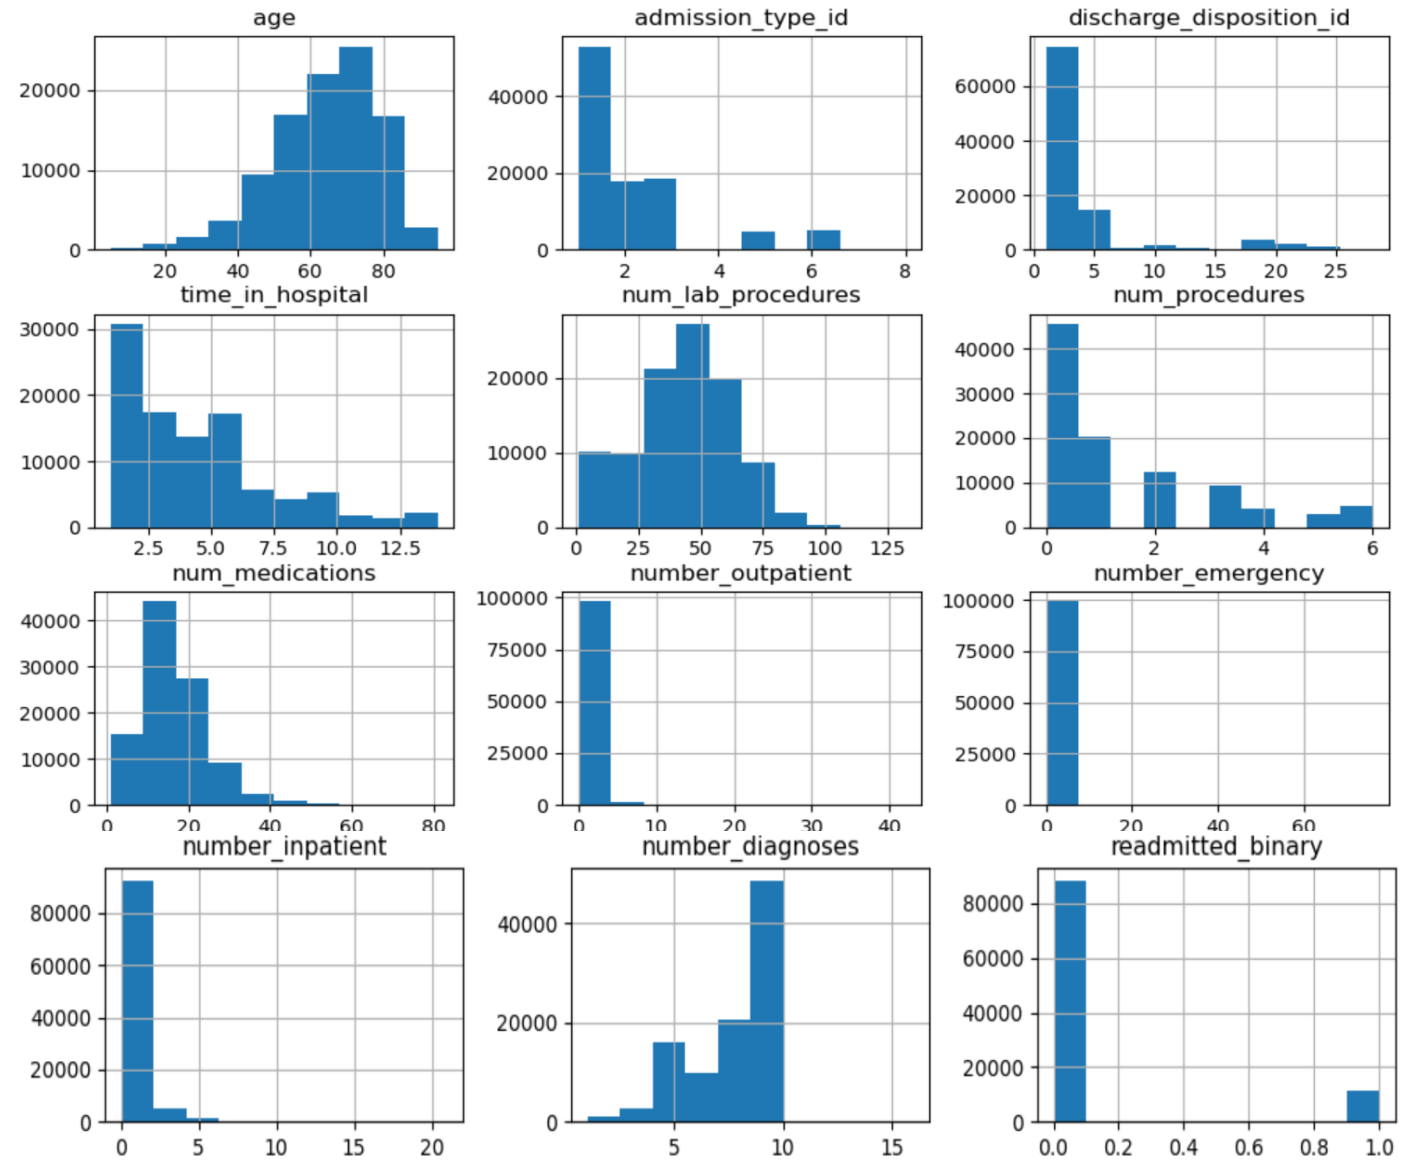 age admission_type_id discharge_disposition_id
20000 40000 60000
10000 20000 40000
20000
0 0 0
20 40 60 80 2 4 6 8 0 5 10 15 20 25
time_in_hospital num_lab_procedures num_procedures
30000 20000 40000
20000 10000 30000
10000 20000
10000
0 0 0
2.5 5.0 7.5 10.0 12.5 0 25 50 75 100 125 0 2 4 6
num_medications number_outpatient number_emergency
40000 100000 100000
30000 75000 75000
20000 50000 50000
10000 25000 25000
0 0 0
0 20 40 60 80 0 10 20 30 40 0 20 40 60
number_inpatient number_diagnoses readmitted_binary
80000 40000 80000
60000 20000 60000
40000 40000
20000 20000
0 0 0
0 5 10 15 20 5 10 15 0.0 0.2 0.4 0.6 0.8 1.0